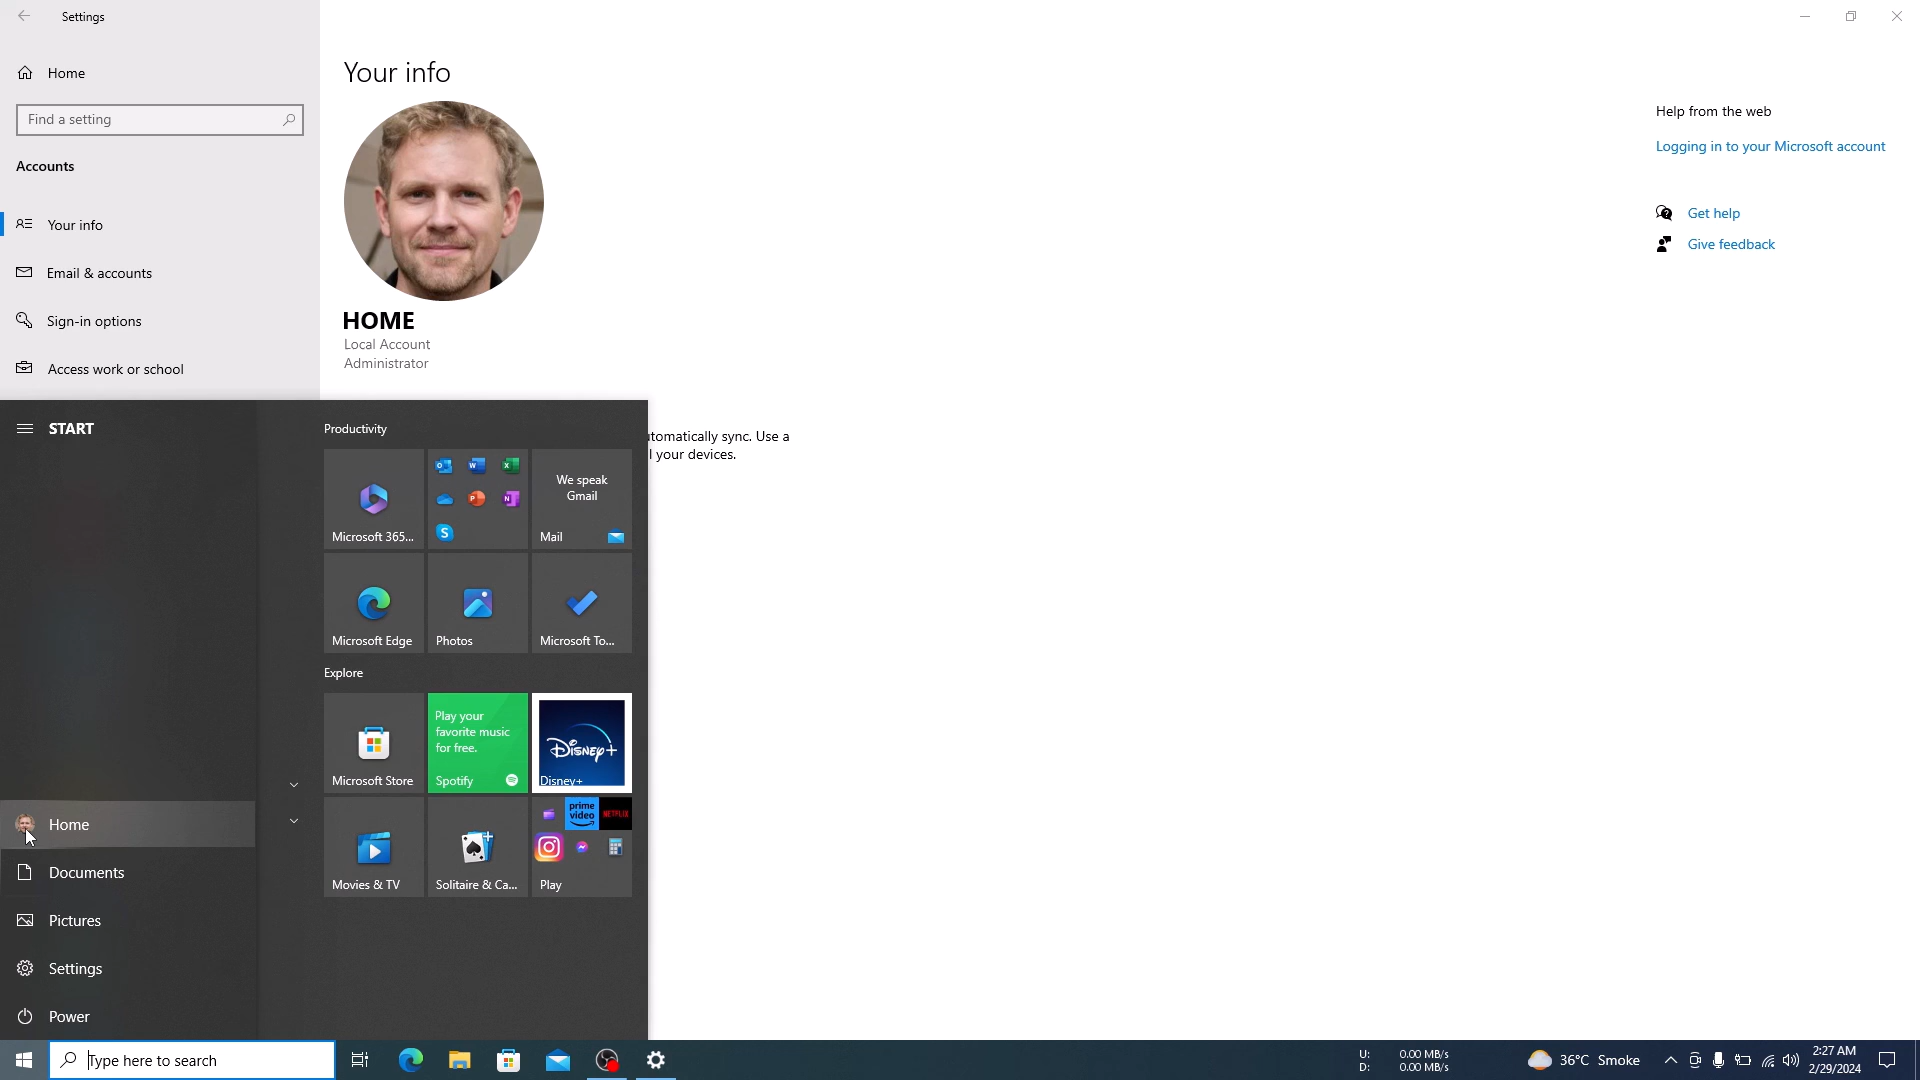 Settings
Home
Find a setting
Accounts
Your info
Email & accounts
Sign-in options
Access work or school
Your info
HOME
Local Account
Administrator
utomatically sync. Use a
l your devices.
Help from the web
Logging in to your Microsoft account
Get help
Give feedback
START
Home
Documents
Pictures
Settings
Power
Productivity
Microsoft 365...
We speak
Gmail
Mail
Microsoft Edge
Photos
Microsoft To...
Explore
Microsoft Store
Play your
favorite music
for free.
Spotify
Disney+
Disney+
Movies & TV
Solitaire & Ca...
prime
video
NETFLIX
Play
Type here to search
U: 0.00 MB/s
D: 0.00 MB/s
36°C Smoke
2:27 AM
2/29/2024